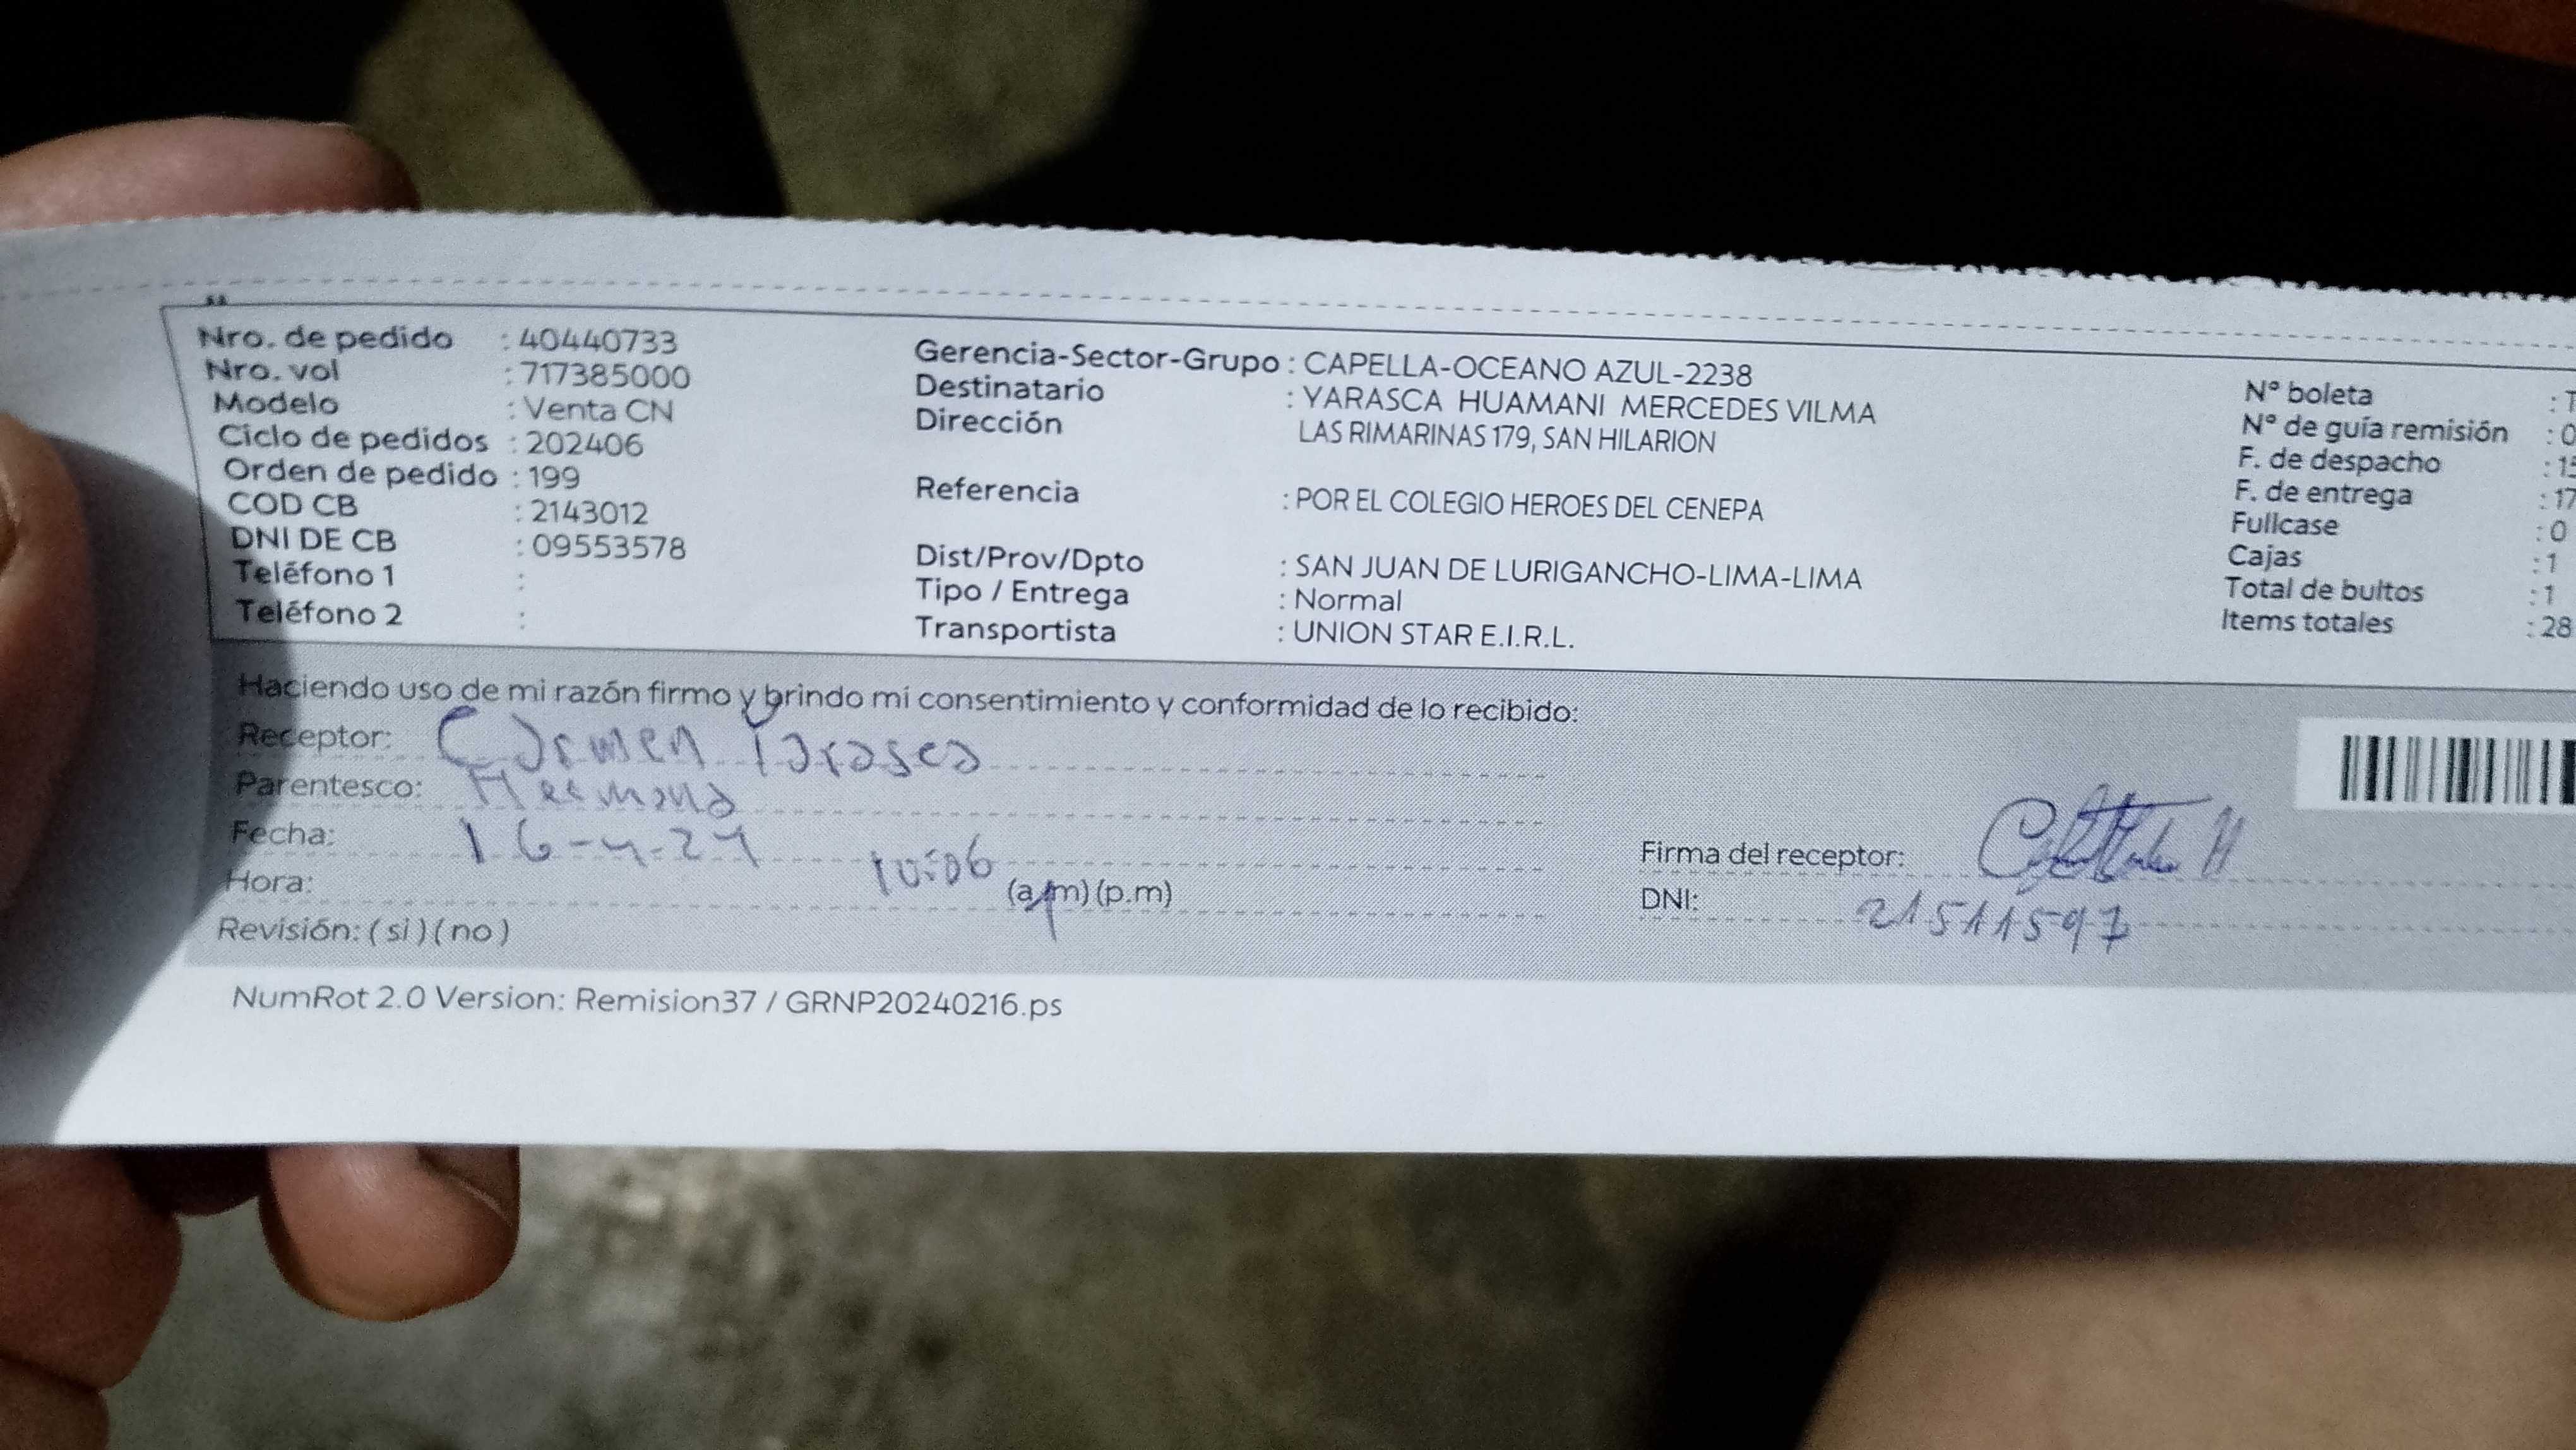 Nro. de pedido : 40440733
Nro. vol : 717385000
Modelo : Venta CN
Ciclo de pedidos : 202406
Orden de pedido : 199
COD CB : 2143012
DNI DE CB : 09553578
Teléfono 1 :
Teléfono 2 :
Gerencia-Sector-Grupo : CAPELLA-OCEANO AZUL-2238
Destinatario : YARASCA HUAMANI MERCEDES VILMA
Dirección LAS RIMARINAS 179, SAN HILARION
Referencia : POR EL COLEGIO HEROES DEL CENEPA
Dist/Prov/Dpto : SAN JUAN DE LURIGANCHO-LIMA-LIMA
Tipo / Entrega : Normal
Transportista : UNION STAR E.I.R.L.
N° boleta : T
N° de guía remisión : 0
F. de despacho : 15
F. de entrega : 17
Fullcase : 0
Cajas : 1
Total de bultos : 1
Items totales : 28
Haciendo uso de mi razón firmo y brindo mi consentimiento y conformidad de lo recibido:
Receptor: Carmen Yarasca
Parentesco: Hermana
Fecha: 16-4-24
Hora: 10:06 (a.m) (p.m)
Revisión: ( si ) ( no )
Firma del receptor:
DNI: 21511597
NumRot 2.0 Version: Remision37 / GRNP20240216.ps